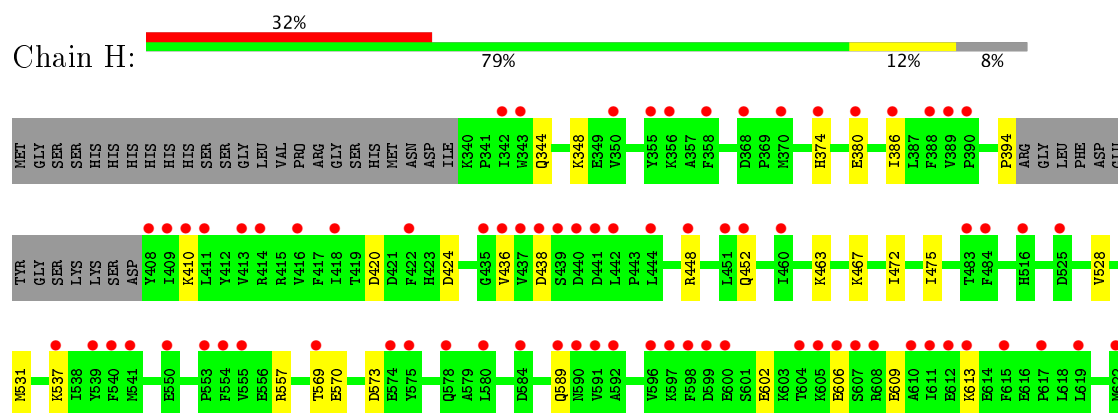 32%
Chain H:
79% 12% 8%
MET GLY SER SER HIS HIS HIS HIS HIS HIS SER SER GLY LEU VAL PRO ARG GLY SER HIS MET ASN ASP ILE K340 P341 I342 W343 Q344 K348 E349 V350 Y355 K356 A357 F358 D368 P369 M370 H374 E380 I386 L387 F388 V389 P390 P394 ARG GLY LEU PHE ASP GLU
TYR GLY SER LYS LYS SER ASP Y408 I409 K410 L411 Y412 V413 R414 R415 V416 F417 I418 T419 D420 D421 F422 H423 D424 G435 V436 V437 D438 S439 D440 D441 L442 P443 L444 R448 L451 Q452 I460 K463 K467 I472 I475 T483 F484 H516 D525 V528
M531 K537 I538 Y539 F540 M541 E550 P553 F554 V555 E556 R557 T569 E570 D573 E574 Y575 Q578 A579 L580 D584 Q589 N590 V591 A592 V596 K597 F598 D599 E600 S601 E602 K603 T604 K605 E606 S607 R608 E609 A610 I611 E612 K613 E614 F615 E616 P617 L618 L619